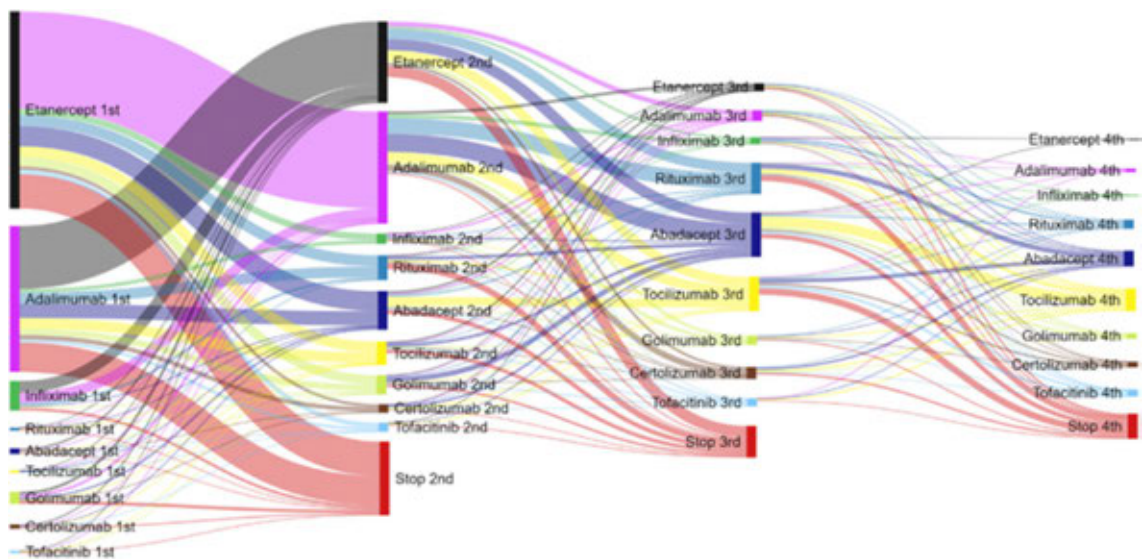 Etanercept 1st
Adalimumab 1st
Infliximab 1st
Rituximab 1st
Abadacept 1st
Tocilizumab 1st
Golimumab 1st
Certolizumab 1st
Tofacitinib 1st
Etanercept 2nd
Adalimumab 2nd
Infliximab 2nd
Rituximab 2nd
Abadacept 2nd
Tocilizumab 2nd
Golimumab 2nd
Certolizumab 2nd
Tofacitinib 2nd
Stop 2nd
Etanercept 3rd
Adalimumab 3rd
Infliximab 3rd
Rituximab 3rd
Abadacept 3rd
Tocilizumab 3rd
Golimumab 3rd
Certolizumab 3rd
Tofacitinib 3rd
Stop 3rd
Etanercept 4th
Adalimumab 4th
Infliximab 4th
Rituximab 4th
Abadacept 4th
Tocilizumab 4th
Golimumab 4th
Certolizumab 4th
Tofacitinib 4th
Stop 4th